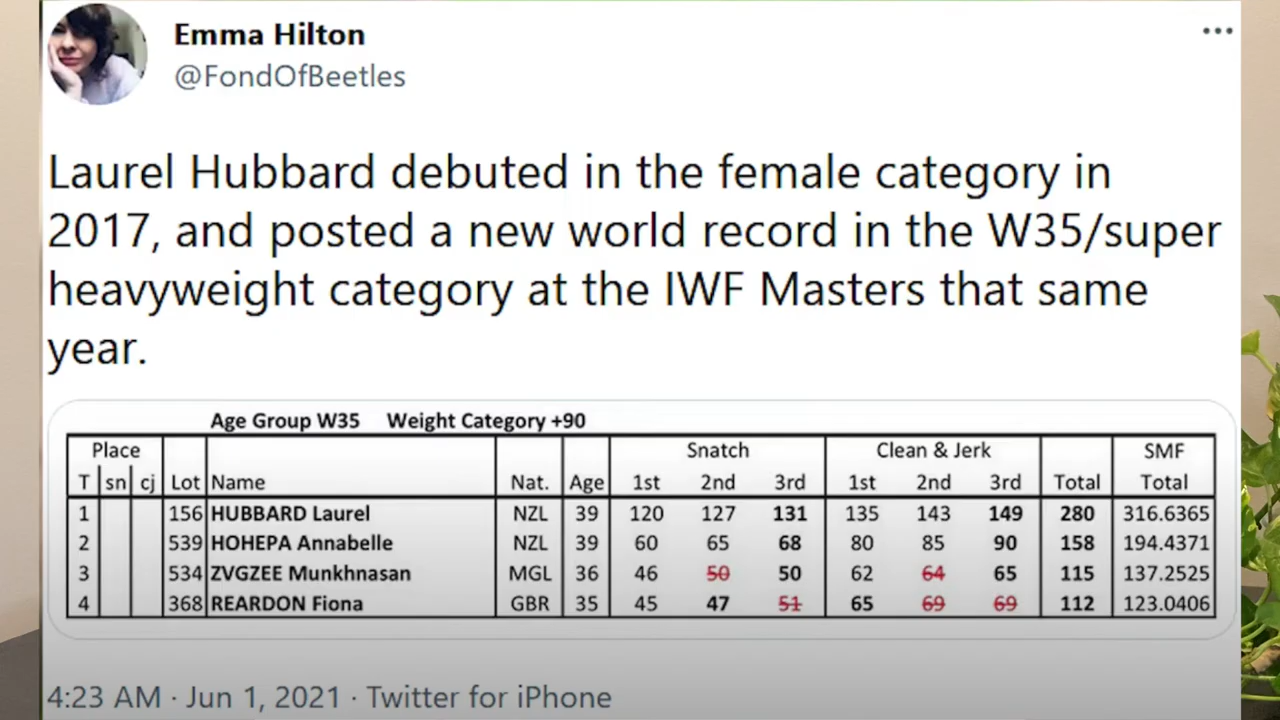 Emma Hilton
@FondOfBeetles
Laurel Hubbard debuted in the female category in
2017, and posted a new world record in the W35/super
heavyweight category at the IWF Masters that same
year.
Age Group W35 Weight Category +90
Place Snatch Clean & Jerk SMF
T sn cj Lot Name Nat. Age 1st 2nd 3rd 1st 2nd 3rd Total Total
1 156 HUBBARD Laurel NZL 39 120 127 131 135 143 149 280 316.6365
2 539 HOHEPA Annabelle NZL 39 60 65 68 80 85 90 158 194.4371
3 534 ZVGZEE Munkhnasan MGL 36 46 50 50 62 64 65 115 137.2525
4 368 REARDON Fiona GBR 35 45 47 51 65 69 69 112 123.0406
4:23 AM · Jun 1, 2021 · Twitter for iPhone